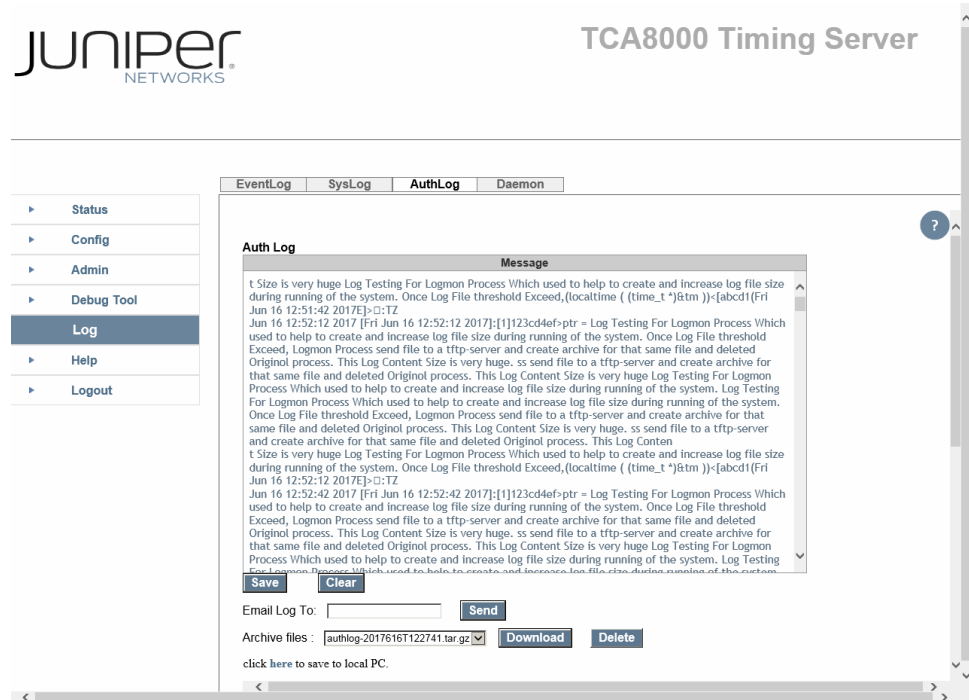 JUNIPER
NETWORKS
TCA8000 Timing Server
EventLog
SysLog
AuthLog
Daemon
Status
Config
Admin
Debug Tool
Log
Help
Logout
?
Auth Log
Message
t Size is very huge Log Testing For Logmon Process Which used to help to create and increase log file size
during running of the system. Once Log File threshold Exceed,(localtime ( (time_t *)&tm ))<[abcd1(Fri
Jun 16 12:51:42 2017E]>□:TZ
Jun 16 12:52:12 2017 [Fri Jun 16 12:52:12 2017]:[1]123cd4ef>ptr = Log Testing For Logmon Process Which
used to help to create and increase log file size during running of the system. Once Log File threshold
Exceed, Logmon Process send file to a tftp-server and create archive for that same file and deleted
Originol process. This Log Content Size is very huge. ss send file to a tftp-server and create archive for
that same file and deleted Originol process. This Log Content Size is very huge Log Testing For Logmon
Process Which used to help to create and increase log file size during running of the system. Log Testing
For Logmon Process Which used to help to create and increase log file size during running of the system.
Once Log File threshold Exceed, Logmon Process send file to a tftp-server and create archive for that
same file and deleted Originol process. This Log Content Size is very huge. ss send file to a tftp-server
and create archive for that same file and deleted Originol process. This Log Conten
t Size is very huge Log Testing For Logmon Process Which used to help to create and increase log file size
during running of the system. Once Log File threshold Exceed,(localtime ( (time_t *)&tm ))<[abcd1(Fri
Jun 16 12:52:12 2017E]>□:TZ
Jun 16 12:52:42 2017 [Fri Jun 16 12:52:42 2017]:[1]123cd4ef>ptr = Log Testing For Logmon Process Which
used to help to create and increase log file size during running of the system. Once Log File threshold
Exceed, Logmon Process send file to a tftp-server and create archive for that same file and deleted
Originol process. This Log Content Size is very huge. ss send file to a tftp-server and create archive for
that same file and deleted Originol process. This Log Content Size is very huge Log Testing For Logmon
Process Which used to help to create and increase log file size during running of the system. Log Testing
For Logmon Process Which used to help to create and increase log file size during running of the system.
Save
Clear
Email Log To:
Send
Archive files :
authlog-2017616T122741.tar.gz
Download
Delete
click here to save to local PC.